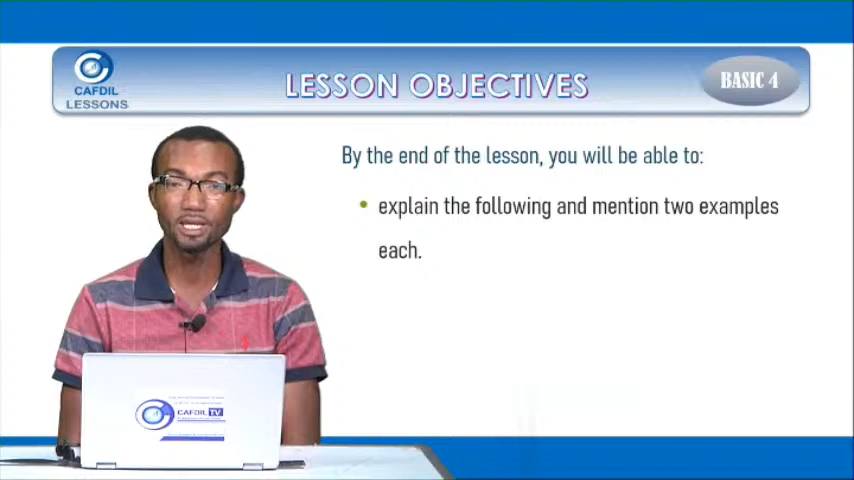 CAFDIL
LESSONS
LESSON OBJECTIVES
BASIC 4
By the end of the lesson, you will be able to:
• explain the following and mention two examples
each.
CAFDIL TV